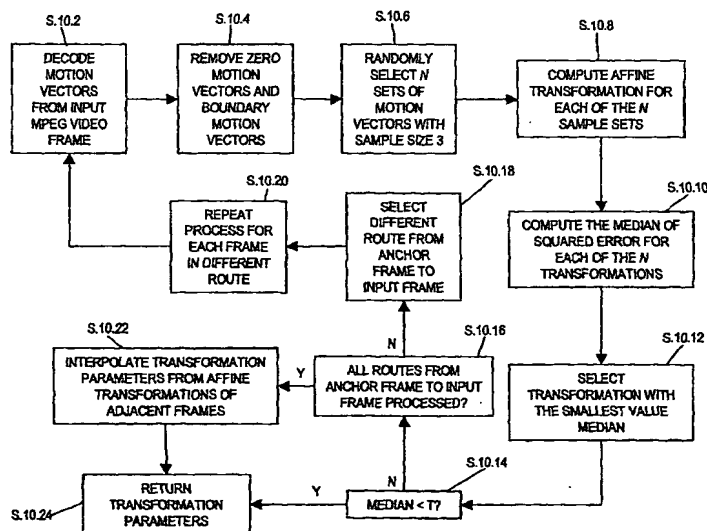 S.10.2
DECODE
MOTION
VECTORS
FROM INPUT
MPEG VIDEO
FRAME
S.10.4
REMOVE ZERO
MOTION
VECTORS AND
BOUNDARY
MOTION
VECTORS
S.10.6
RANDOMLY
SELECT N
SETS OF
MOTION
VECTORS WITH
SAMPLE SIZE 3
S.10.8
COMPUTE AFFINE
TRANSFORMATION FOR
EACH OF THE N
SAMPLE SETS
S.10.10
COMPUTE THE MEDIAN OF
SQUARED ERROR FOR
EACH OF THE N
TRANSFORMATIONS
S.10.12
SELECT
TRANSFORMATION WITH
THE SMALLEST VALUE
MEDIAN
S.10.14
MEDIAN < T?
N
Y
S.10.16
ALL ROUTES FROM
ANCHOR FRAME TO INPUT
FRAME PROCESSED?
N
Y
S.10.18
SELECT
DIFFERENT
ROUTE FROM
ANCHOR
FRAME TO
INPUT FRAME
S.10.20
REPEAT
PROCESS FOR
EACH FRAME
IN DIFFERENT
ROUTE
S.10.22
INTERPOLATE TRANSFORMATION
PARAMETERS FROM AFFINE
TRANSFORMATIONS OF
ADJACENT FRAMES
S.10.24
RETURN
TRANSFORMATION
PARAMETERS